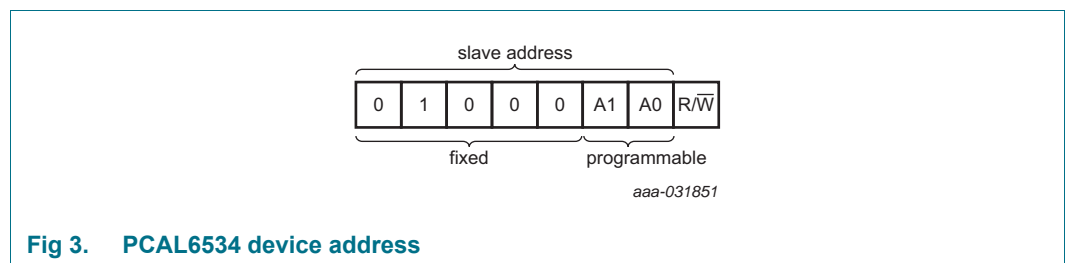 slave address
0 1 0 0 0 A1 A0 R/W̅
fixed programmable
aaa-031851
Fig 3. PCAL6534 device address